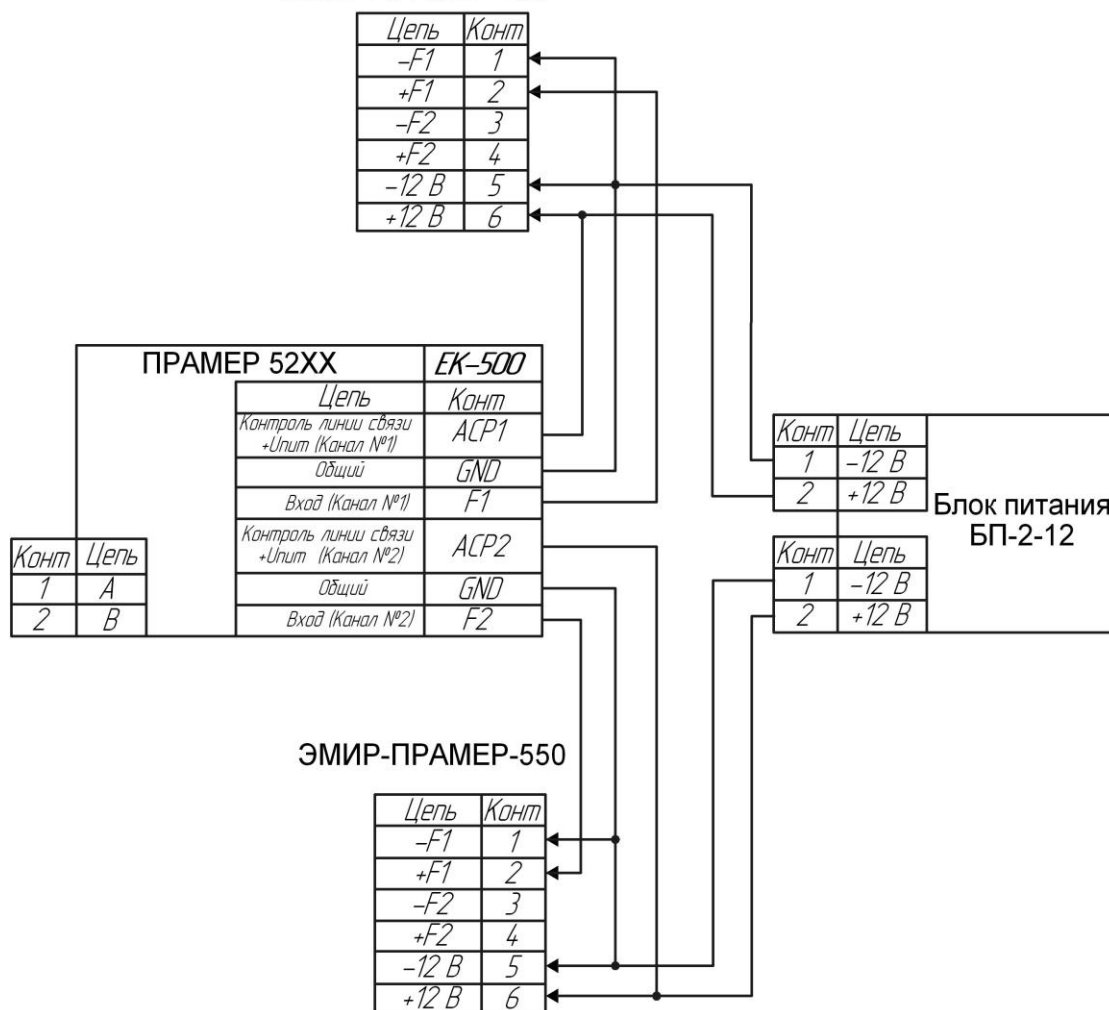 Цепь Конт
-F1 1
+F1 2
-F2 3
+F2 4
-12 В 5
+12 В 6
ПРАМЕР 52ХХ ЕК-500
Цепь Конт
Контроль линии связи
+Uпит (Канал №1) ACP1
Общий GND
Вход (Канал №1) F1
Контроль линии связи
+Uпит (Канал №2) ACP2
Общий GND
Вход (Канал №2) F2
Конт Цепь
1 A
2 B
Конт Цепь
1 -12 В
2 +12 В
Блок питания
БП-2-12
Конт Цепь
1 -12 В
2 +12 В
ЭМИР-ПРАМЕР-550
Цепь Конт
-F1 1
+F1 2
-F2 3
+F2 4
-12 В 5
+12 В 6